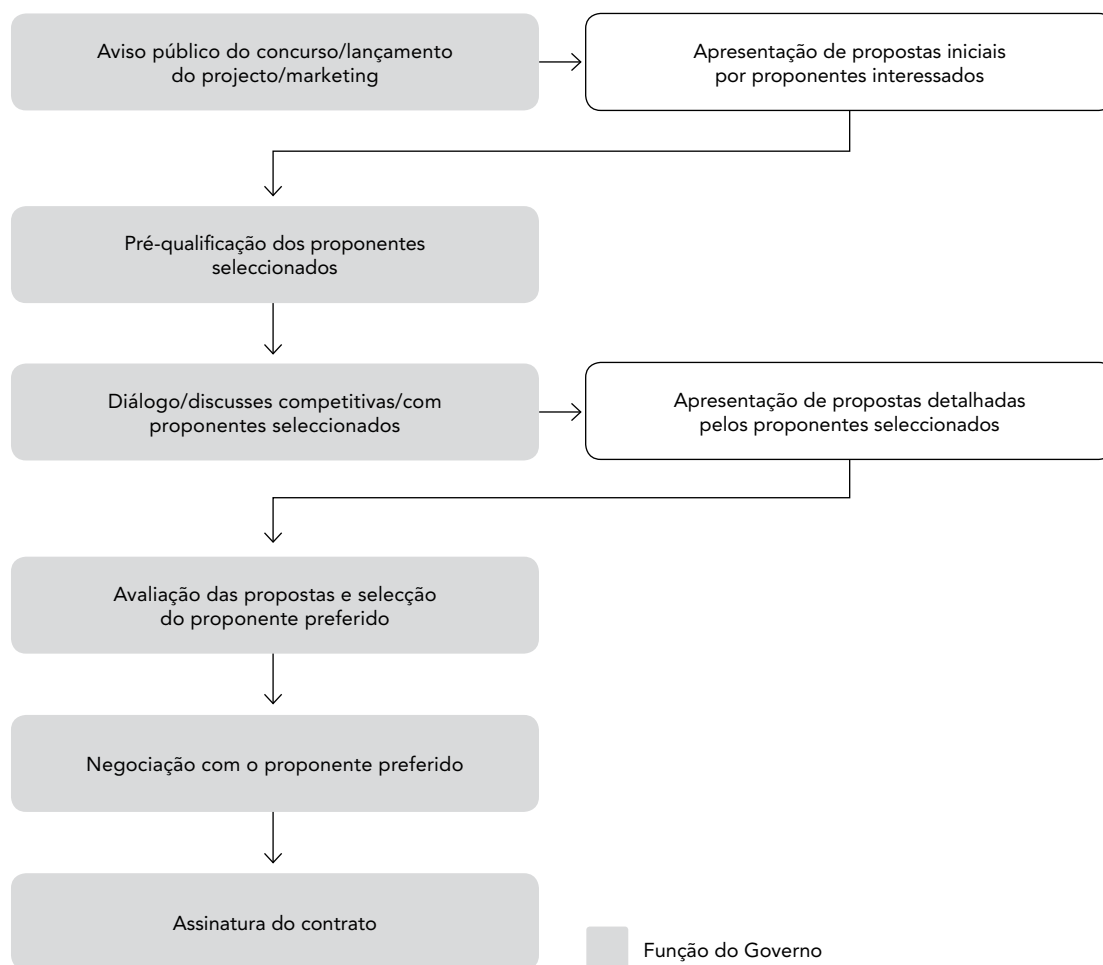 Aviso público do concurso/lançamento
do projecto/marketing
Apresentação de propostas iniciais
por proponentes interessados
Pré-qualificação dos proponentes
seleccionados
Diálogo/discusses competitivas/com
proponentes seleccionados
Apresentação de propostas detalhadas
pelos proponentes seleccionados
Avaliação das propostas e selecção
do proponente preferido
Negociação com o proponente preferido
Assinatura do contrato
Função do Governo